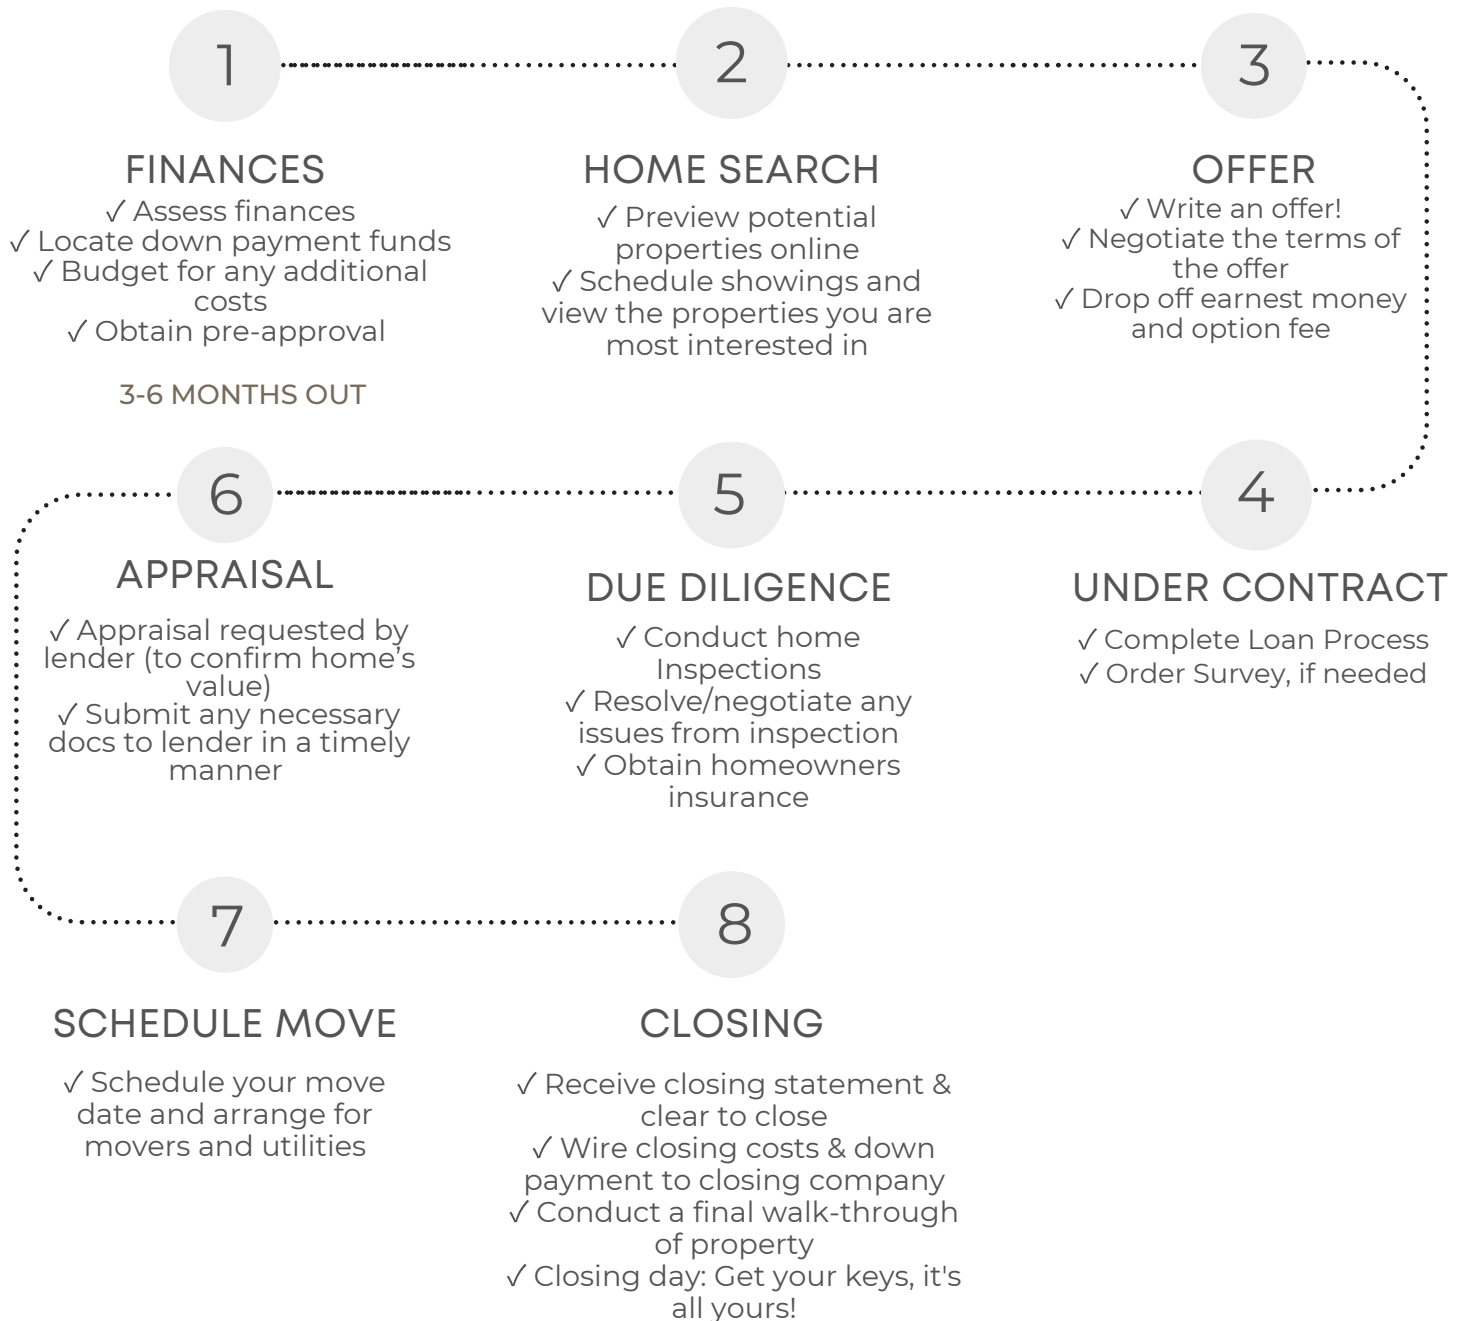 1
FINANCES
✓ Assess finances
✓ Locate down payment funds
✓ Budget for any additional
costs
✓ Obtain pre-approval
3-6 MONTHS OUT
2
HOME SEARCH
✓ Preview potential
properties online
✓ Schedule showings and
view the properties you are
most interested in
3
OFFER
✓ Write an offer!
✓ Negotiate the terms of
the offer
✓ Drop off earnest money
and option fee
4
UNDER CONTRACT
✓ Complete Loan Process
✓ Order Survey, if needed
5
DUE DILIGENCE
✓ Conduct home
Inspections
✓ Resolve/negotiate any
issues from inspection
✓ Obtain homeowners
insurance
6
APPRAISAL
✓ Appraisal requested by
lender (to confirm home’s
value)
✓ Submit any necessary
docs to lender in a timely
manner
7
SCHEDULE MOVE
✓ Schedule your move
date and arrange for
movers and utilities
8
CLOSING
✓ Receive closing statement &
clear to close
✓ Wire closing costs & down
payment to closing company
✓ Conduct a final walk-through
of property
✓ Closing day: Get your keys, it's
all yours!